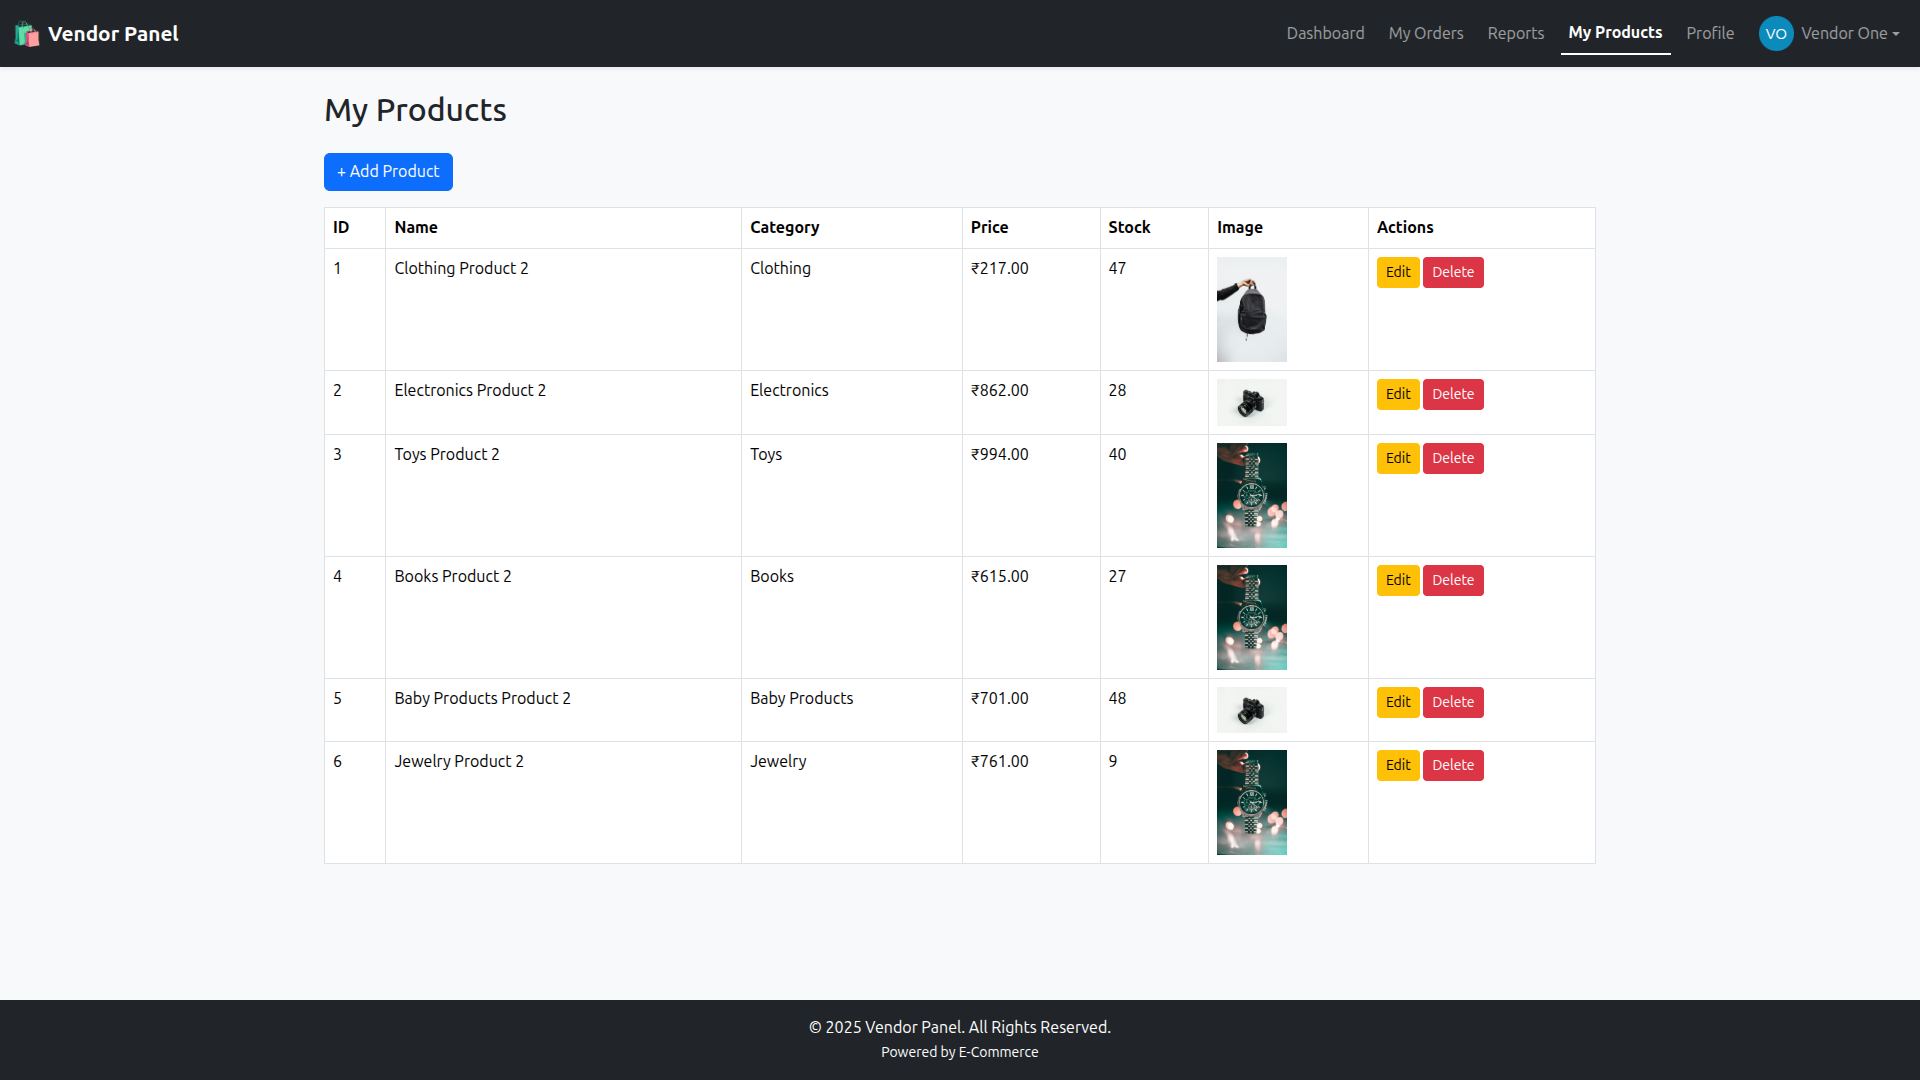 Vendor Panel
Dashboard My Orders Reports My Products Profile VO Vendor One
My Products
+ Add Product
ID Name Category Price Stock Image Actions
1 Clothing Product 2 Clothing ₹217.00 47 Edit Delete
2 Electronics Product 2 Electronics ₹862.00 28 Edit Delete
3 Toys Product 2 Toys ₹994.00 40 Edit Delete
4 Books Product 2 Books ₹615.00 27 Edit Delete
5 Baby Products Product 2 Baby Products ₹701.00 48 Edit Delete
6 Jewelry Product 2 Jewelry ₹761.00 9 Edit Delete
© 2025 Vendor Panel. All Rights Reserved.
Powered by E-Commerce